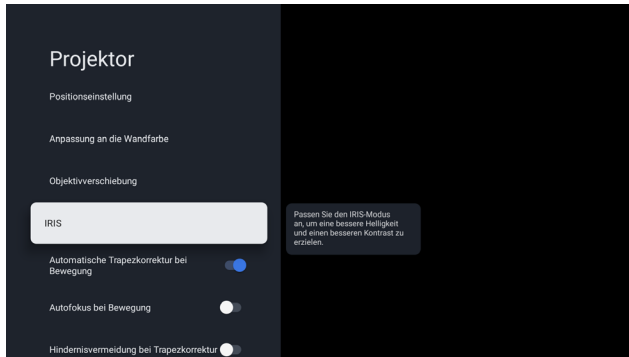 Projektor
Positionseinstellung
Anpassung an die Wandfarbe
Objektivverschiebung
IRIS
Passen Sie den IRIS-Modus
an, um eine bessere Helligkeit
und einen besseren Kontrast zu
erzielen.
Automatische Trapezkorrektur bei
Bewegung
Autofokus bei Bewegung
Hindernisvermeidung bei Trapezkorrektur